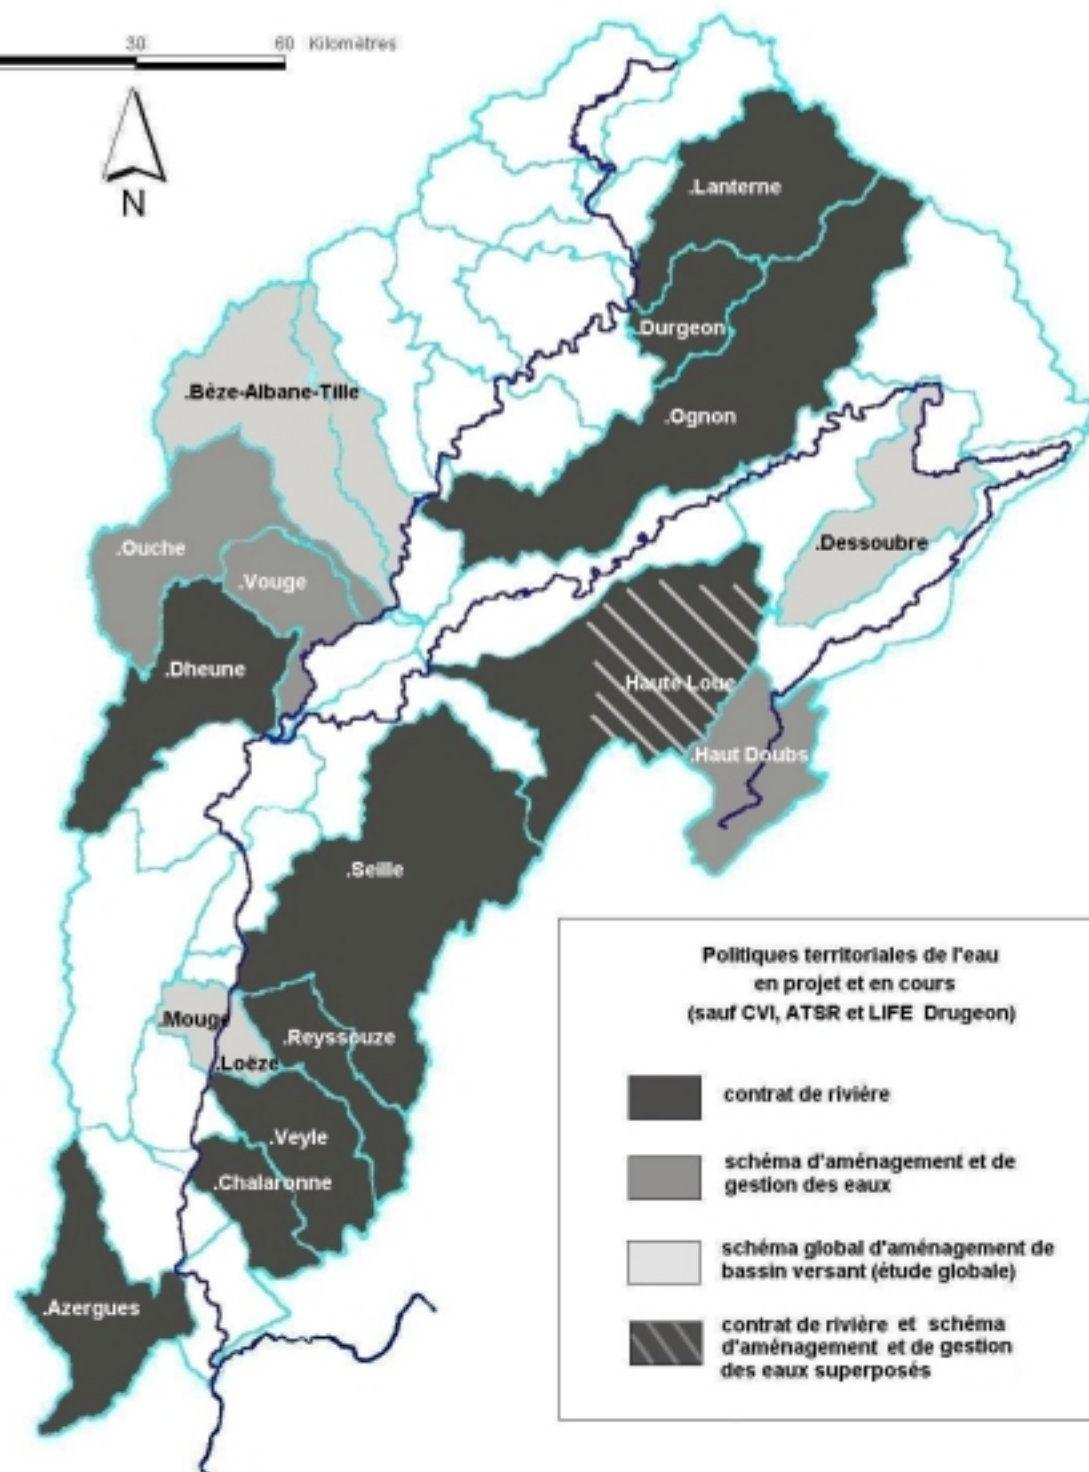 30 60 Kilomètres
N
.Lanterne
.Durgeon
.Bèze-Albane-Tille
.Ognon
.Ouche
.Dessoubre
.Vouge
.Dheune
.Haute Loue
.Haut Doubs
.Seille
.Mouge
.Reyssouze
.Loëze
.Veyle
.Chalaronne
.Azergues
Politiques territoriales de l'eau
en projet et en cours
(sauf CVI, ATSR et LIFE Drugeon)
contrat de rivière
schéma d'aménagement et de
gestion des eaux
schéma global d'aménagement de
bassin versant (étude globale)
contrat de rivière et schéma
d'aménagement et de gestion
des eaux superposés